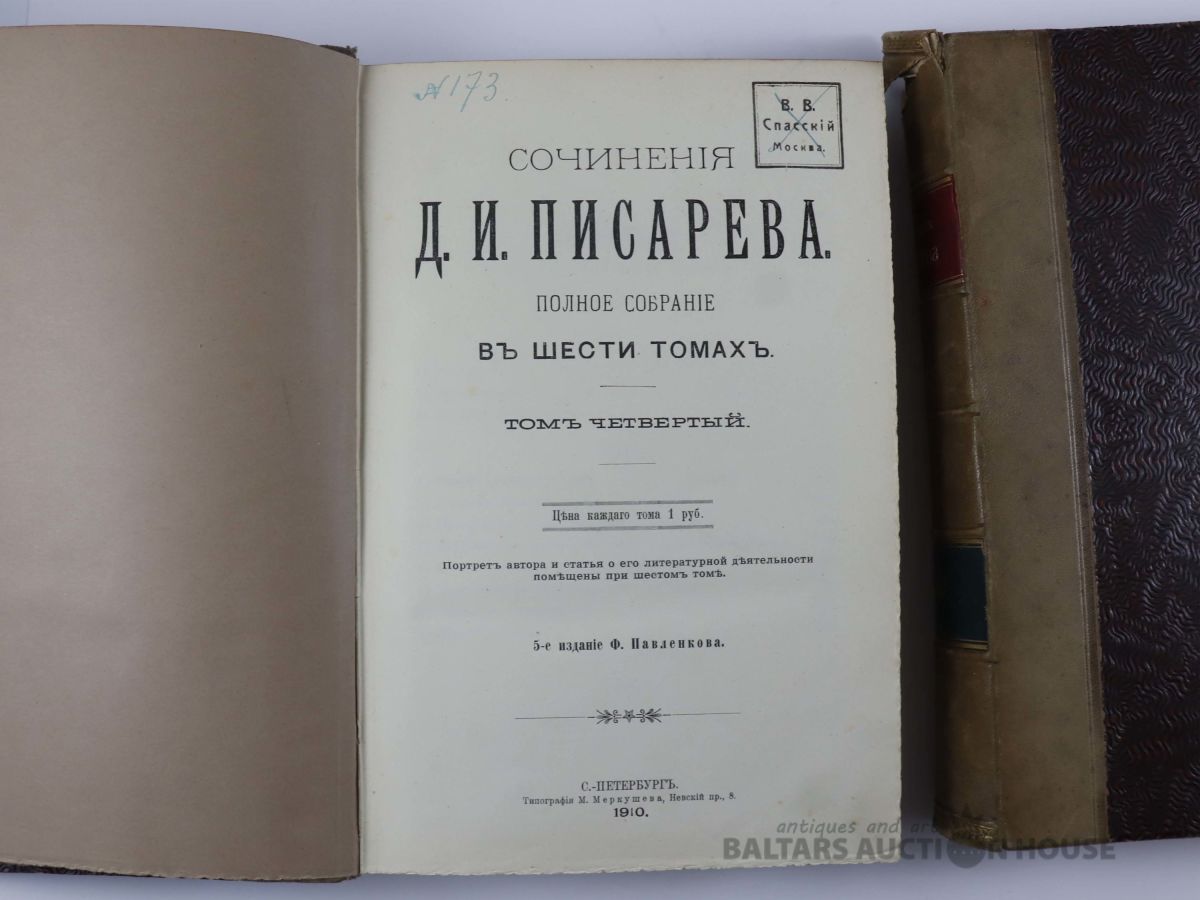 №173.
В. В.
Спасскій
Москва.
СОЧИНЕНІЯ
Д. И. ПИСАРЕВА.
ПОЛНОЕ СОБРАНІЕ
ВЪ ШЕСТИ ТОМАХЪ.
ТОМЪ ЧЕТВЕРТЫЙ.
Цѣна каждаго тома 1 руб.
Портретъ автора и статья о его литературной дѣятельности
помѣщены при шестомъ томѣ.
5-е изданіе Ф. Павленкова.
С.-ПЕТЕРБУРГЪ.
Типографія М. Меркушева, Невскій пр., 8.
1910.
antiques and art
BALTARS AUCTION HOUSE